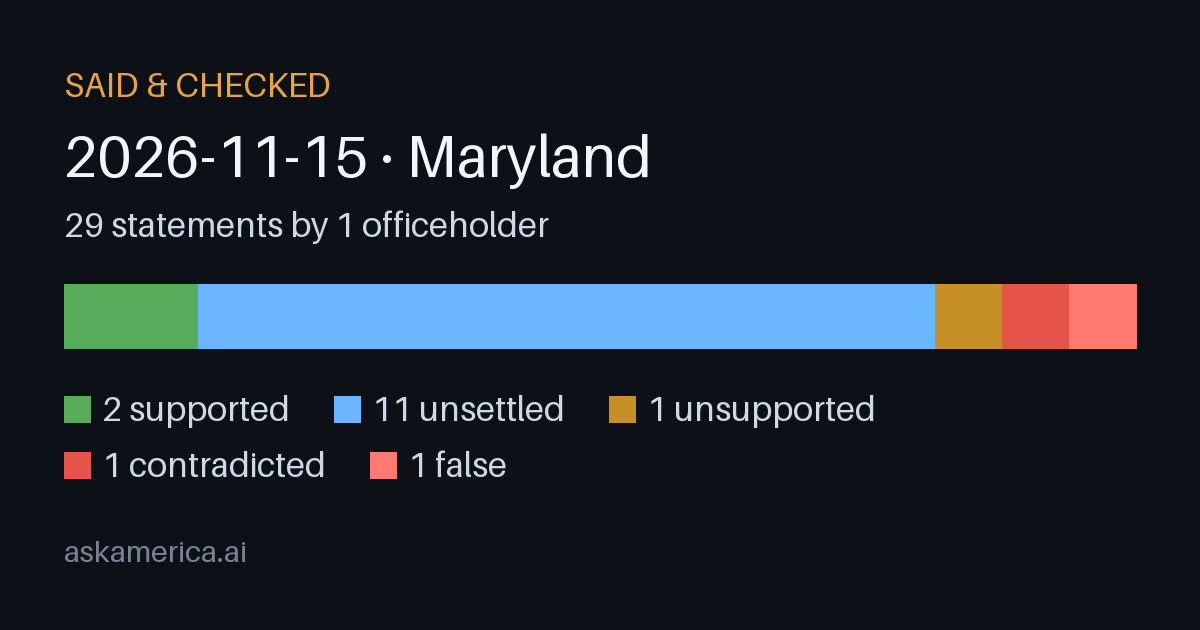 SAID & CHECKED
2026-11-15 · Maryland
29 statements by 1 officeholder
2 supported 11 unsettled 1 unsupported
1 contradicted 1 false
askamerica.ai